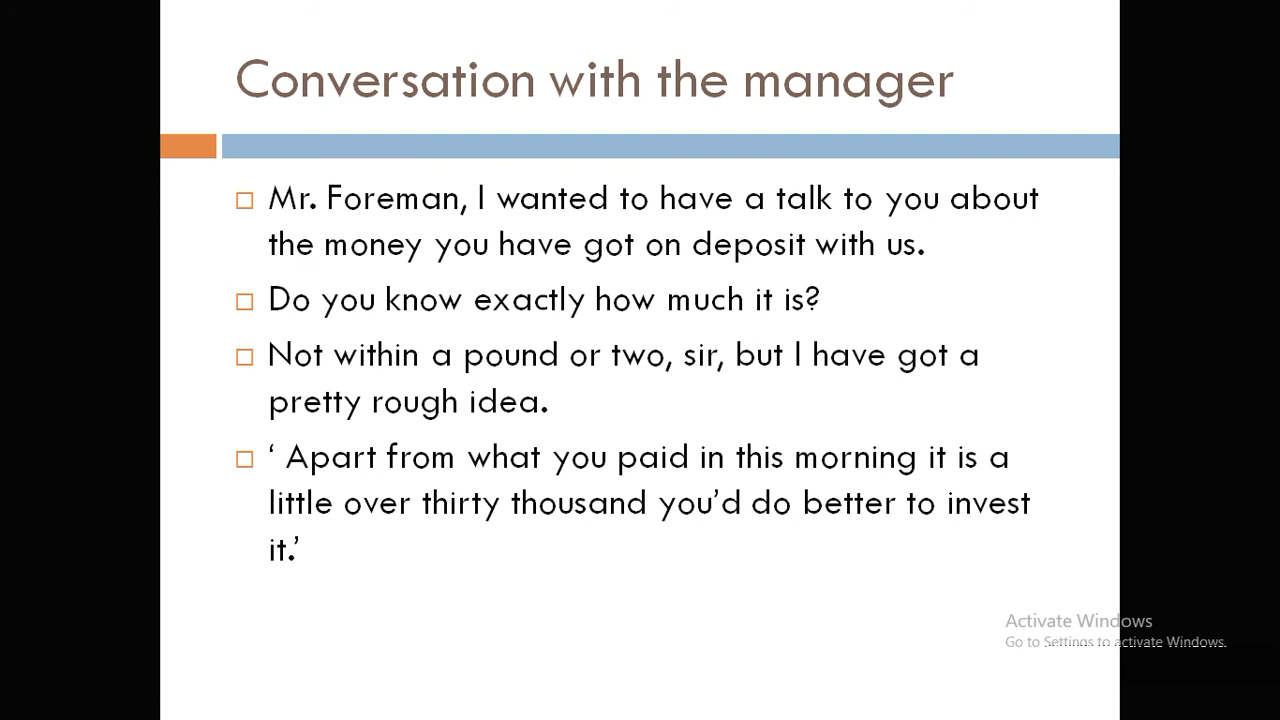 Conversation with the manager
Mr. Foreman, I wanted to have a talk to you about
the money you have got on deposit with us.
Do you know exactly how much it is?
Not within a pound or two, sir, but I have got a
pretty rough idea.
‘ Apart from what you paid in this morning it is a
little over thirty thousand you’d do better to invest
it.’
Activate Windows
Go to Settings to activate Windows.